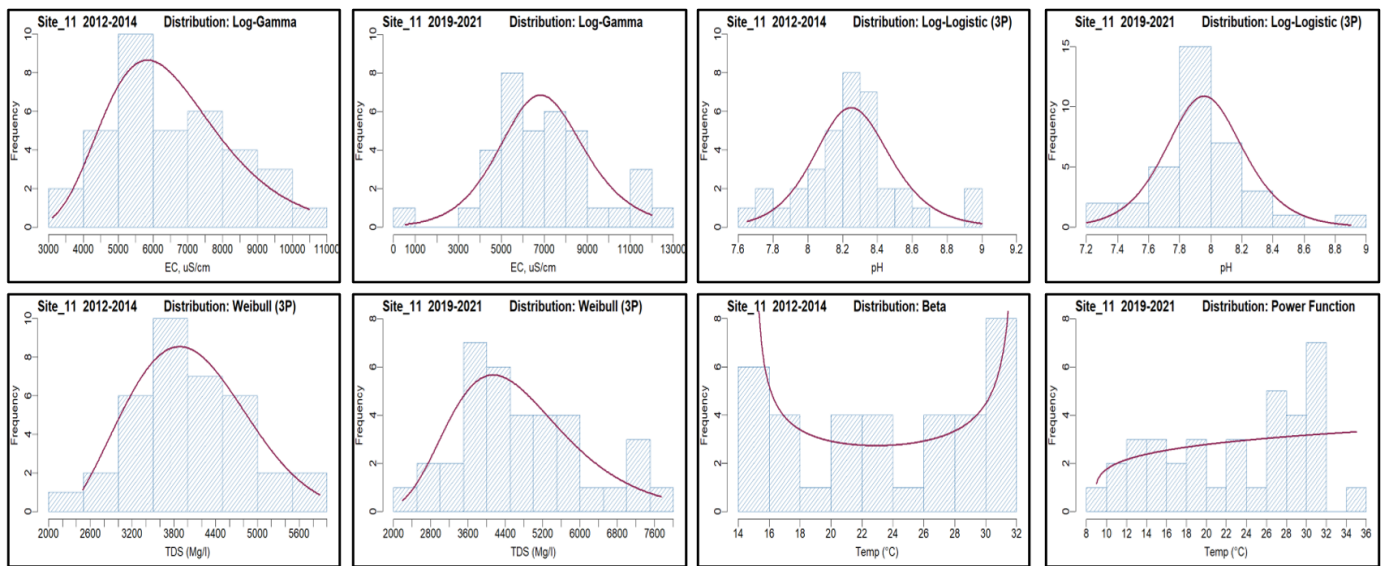 Site_11 2012-2014 Distribution: Log-Gamma
Frequency
10
8
6
4
2
0
3000 4000 5000 6000 7000 8000 9000 10000 11000
EC, uS/cm
Site_11 2019-2021 Distribution: Log-Gamma
Frequency
10
8
6
4
2
0
0 1000 3000 5000 7000 9000 11000 13000
EC, uS/cm
Site_11 2012-2014 Distribution: Log-Logistic (3P)
Frequency
10
8
6
4
2
0
7.6 7.8 8 8.2 8.4 8.6 8.8 9 9.2
pH
Site_11 2019-2021 Distribution: Log-Logistic (3P)
Frequency
15
10
5
0
7.2 7.4 7.6 7.8 8 8.2 8.4 8.6 8.8 9
pH
Site_11 2012-2014 Distribution: Weibull (3P)
Frequency
10
8
6
4
2
0
2000 2600 3200 3800 4400 5000 5600
TDS (Mg/l)
Site_11 2019-2021 Distribution: Weibull (3P)
Frequency
8
6
4
2
0
2000 2800 3600 4400 5200 6000 6800 7600
TDS (Mg/l)
Site_11 2012-2014 Distribution: Beta
Frequency
8
6
4
2
0
14 16 18 20 22 24 26 28 30 32
Temp (°C)
Site_11 2019-2021 Distribution: Power Function
Frequency
8
6
4
2
0
8 10 12 14 16 18 20 22 24 26 28 30 32 34 36
Temp (°C)